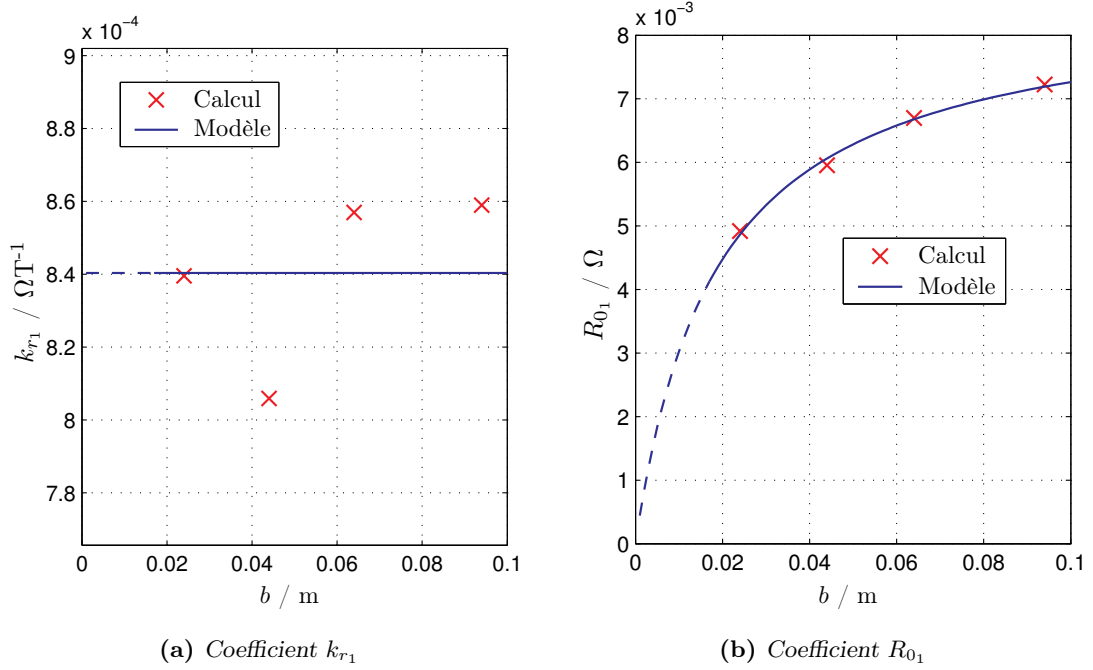 x 10⁻⁴
9
8.8
8.6
8.4
8.2
8
7.8
0 0.02 0.04 0.06 0.08 0.1
k_{r_1} / ΩT⁻¹
b / m
Calcul
Modèle
(a) Coefficient k_{r_1}
x 10⁻³
8
7
6
5
4
3
2
1
0
0 0.02 0.04 0.06 0.08 0.1
R_{0_1} / Ω
b / m
Calcul
Modèle
(b) Coefficient R_{0_1}